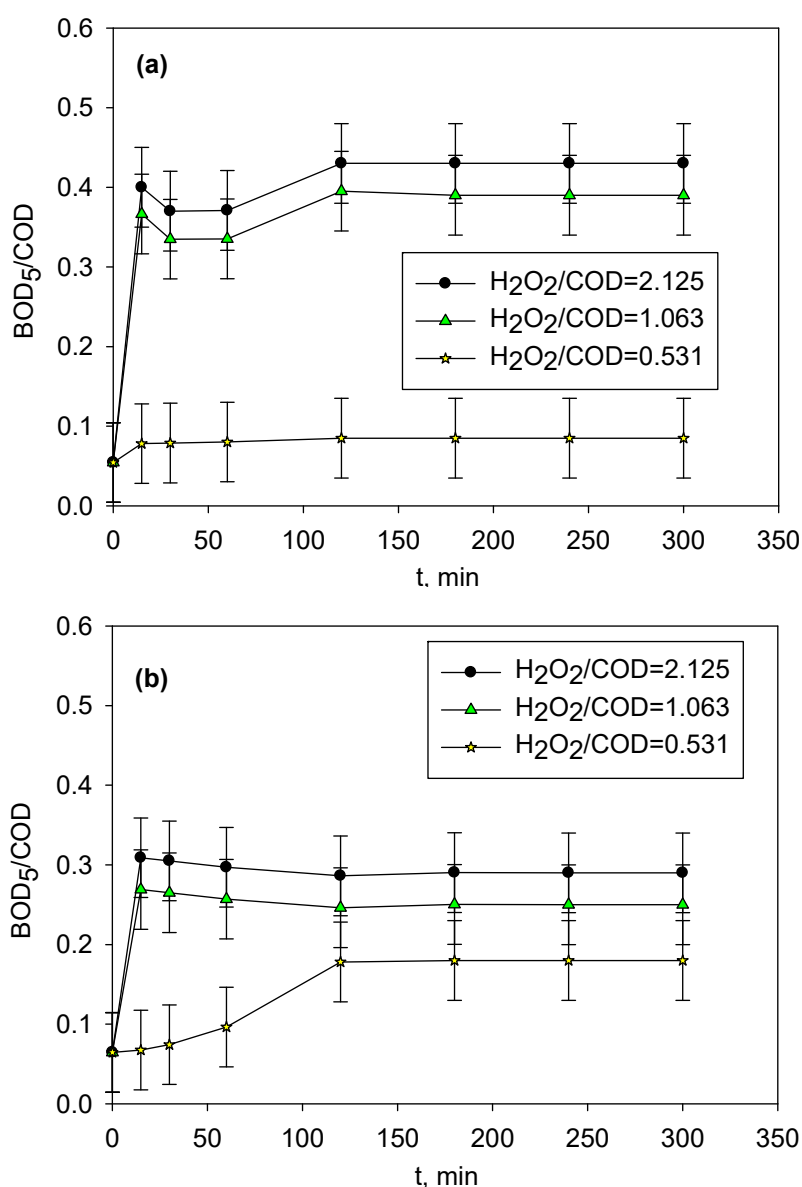 0.6
(a)
0.5
0.4
0.3
0.2
0.1
0.0
BOD5/COD
H2O2/COD=2.125
H2O2/COD=1.063
H2O2/COD=0.531
0 50 100 150 200 250 300 350
t, min
0.6
(b)
0.5
0.4
0.3
0.2
0.1
0.0
BOD5/COD
H2O2/COD=2.125
H2O2/COD=1.063
H2O2/COD=0.531
0 50 100 150 200 250 300 350
t, min